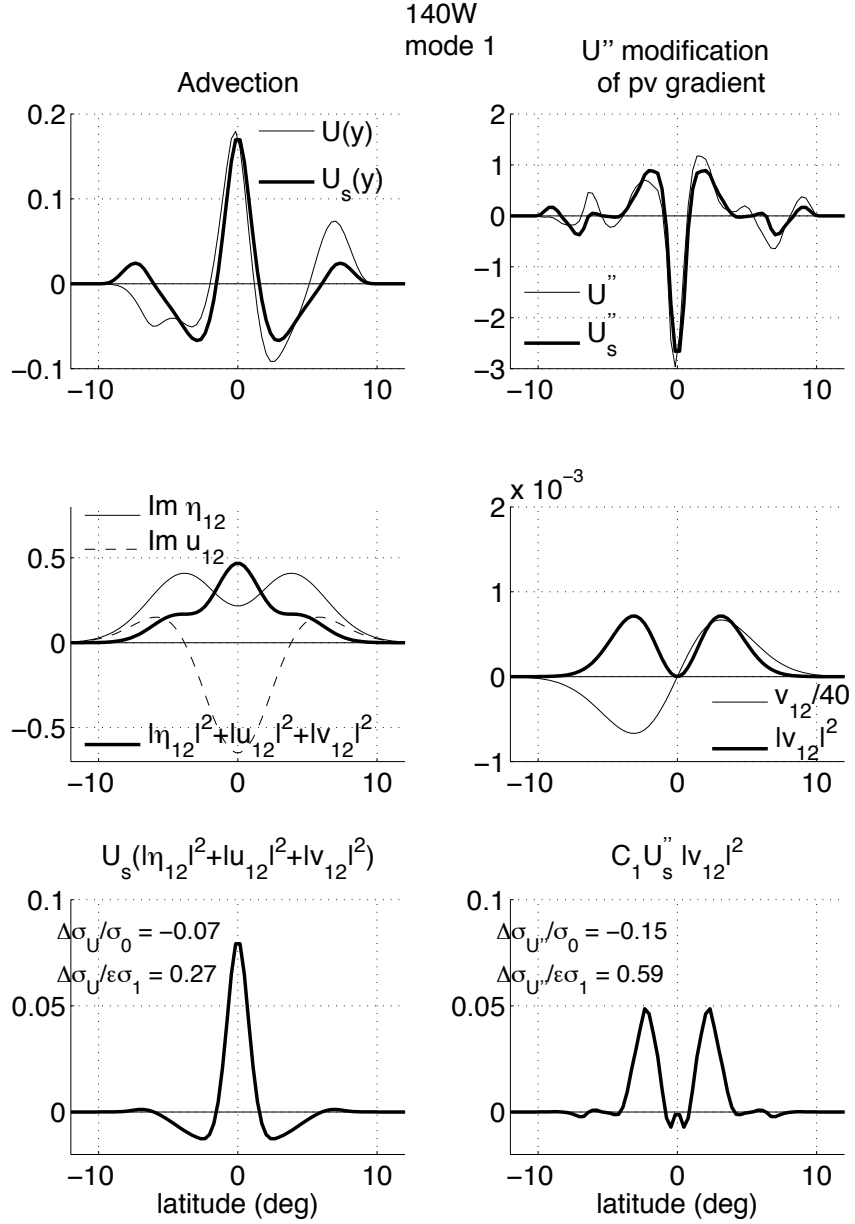 140W
mode 1
Advection
U(y)
U_s(y)
0.2
0.1
0
−0.1
−10
0
10
U’’ modification
of pv gradient
2
1
0
−1
−2
−3
U’’
U_s’’
−10
0
10
Im η_12
Im u_12
0.5
0
−0.5
|η_12|^2+|u_12|^2+|v_12|^2
−10
0
10
x 10^−3
2
1
0
−1
v_12/40
|v_12|^2
−10
0
10
U_s(|η_12|^2+|u_12|^2+|v_12|^2)
0.1
Δσ_U/σ_0 = −0.07
Δσ_U/εσ_1 = 0.27
0.05
0
−10
0
10
latitude (deg)
C_1U_s’’ |v_12|^2
0.1
Δσ_U’’/σ_0 = −0.15
Δσ_U’’/εσ_1 = 0.59
0.05
0
−10
0
10
latitude (deg)